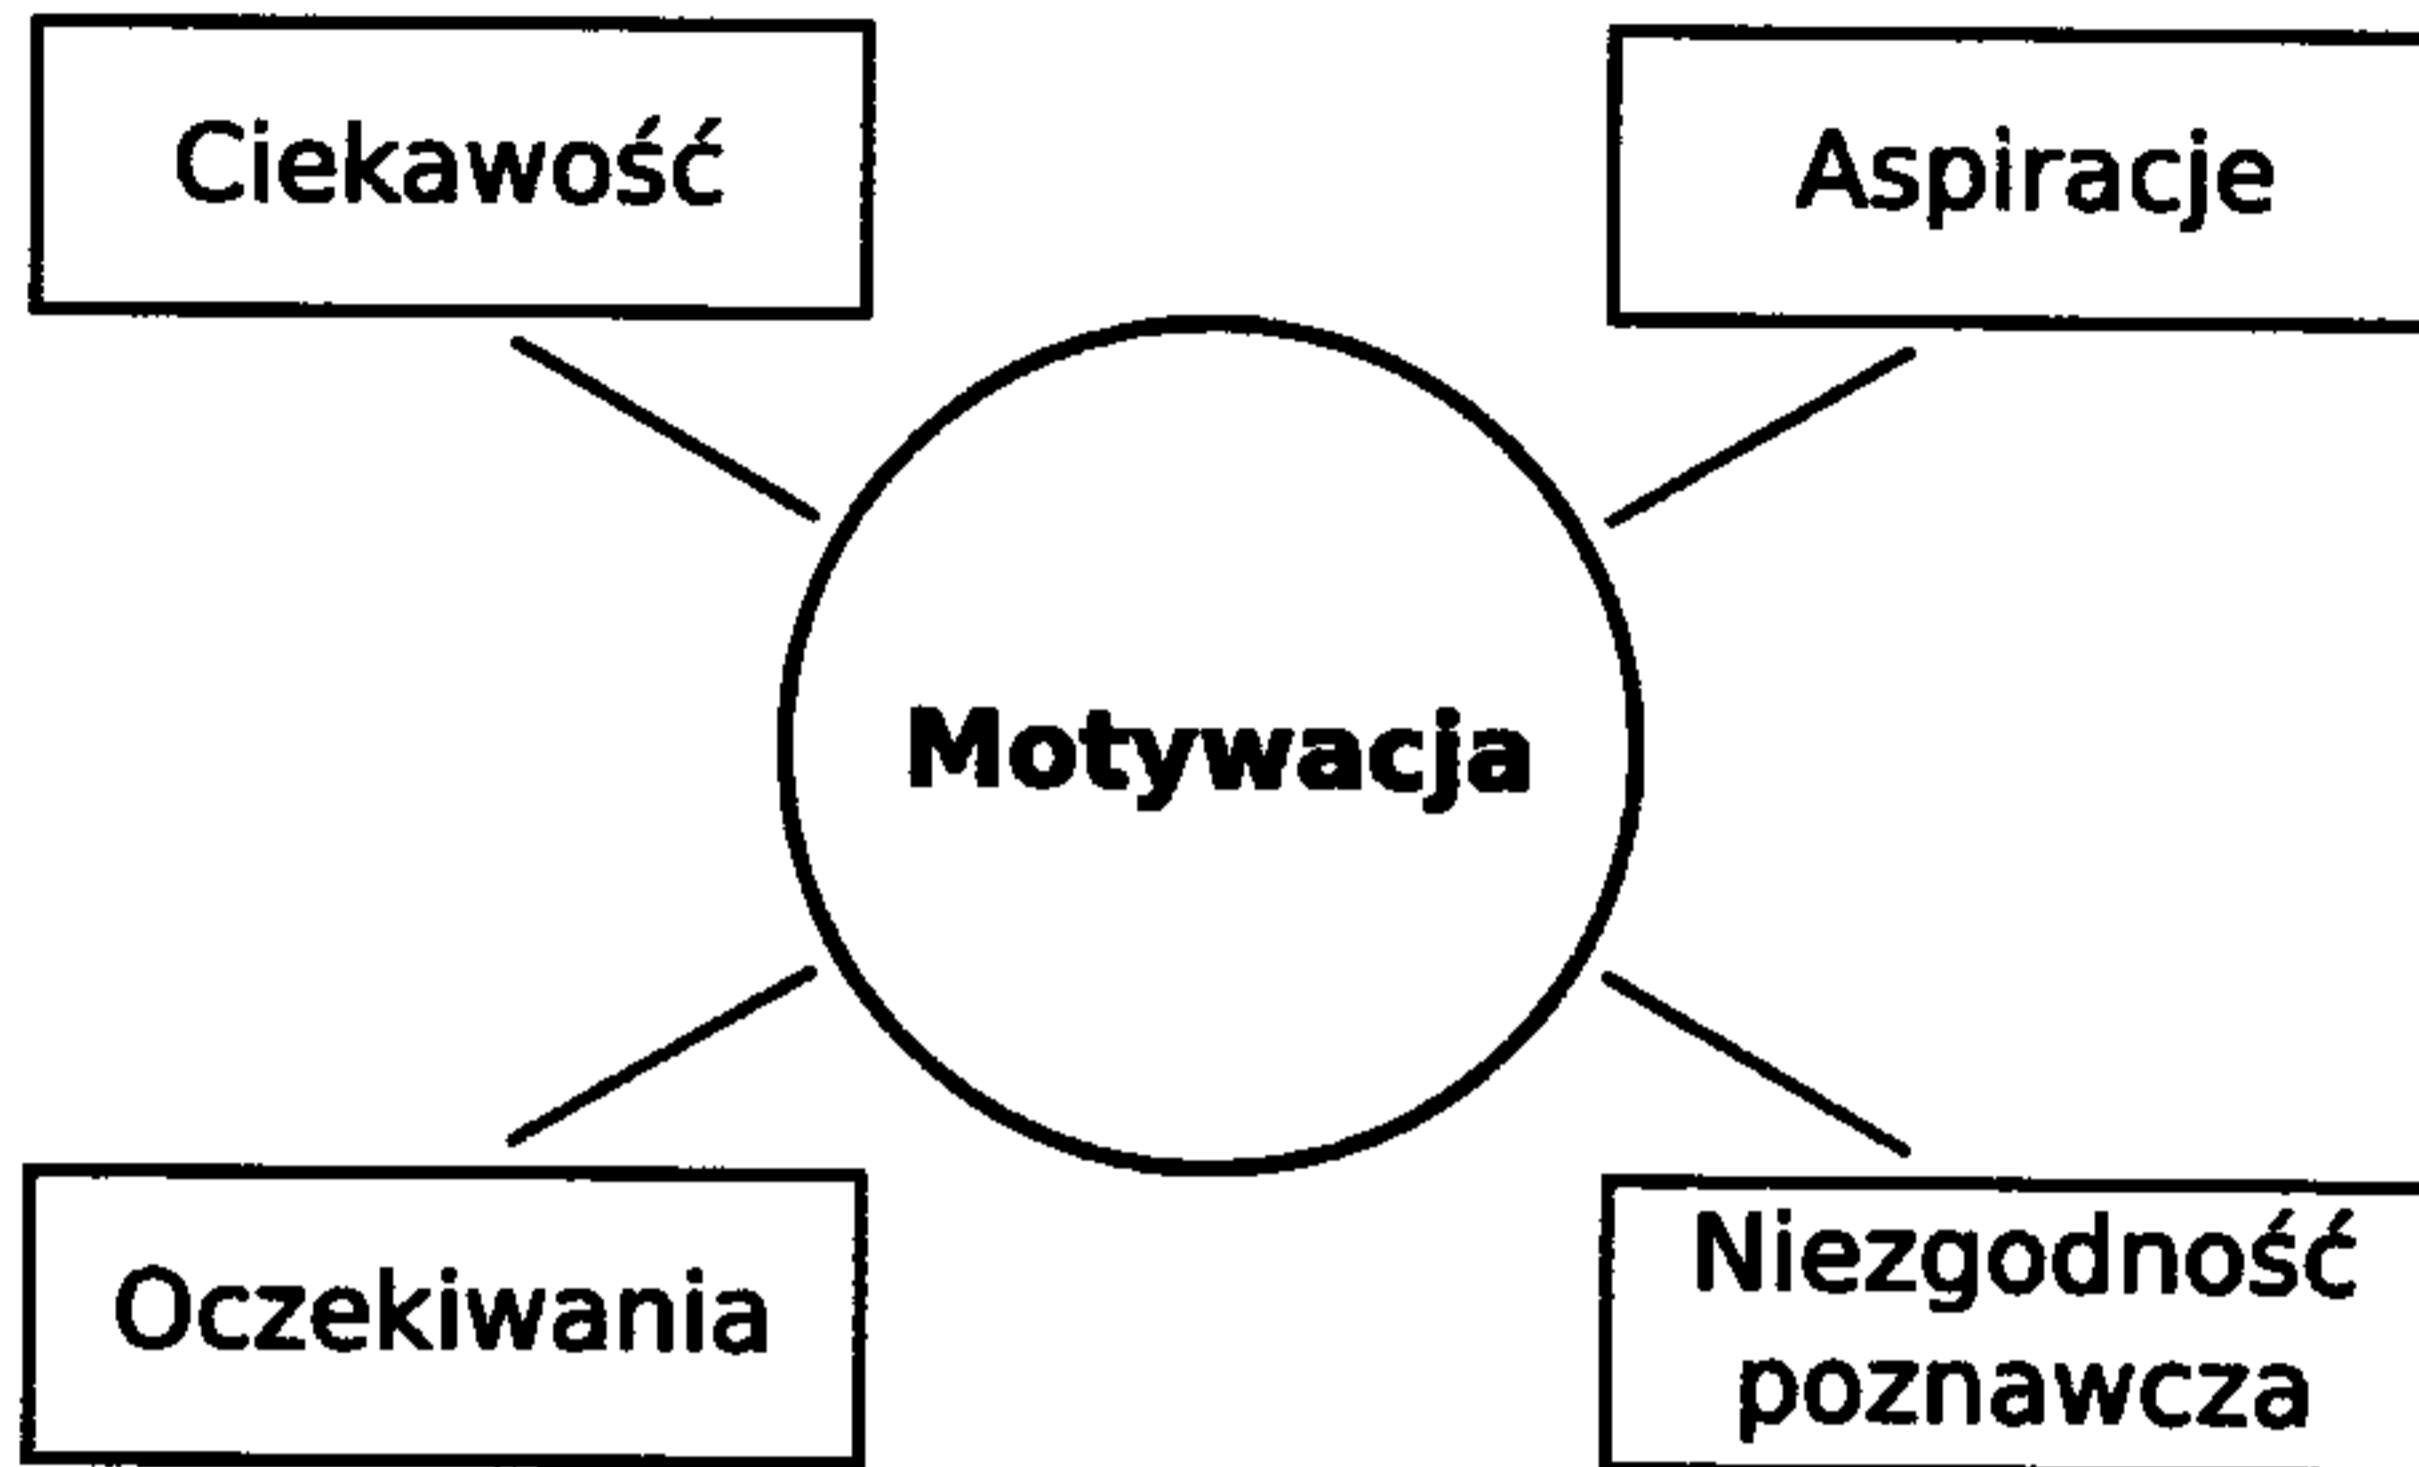 Ciekawość
Aspiracje
Motywacja
Oczekiwania
Niezgodność
poznawcza